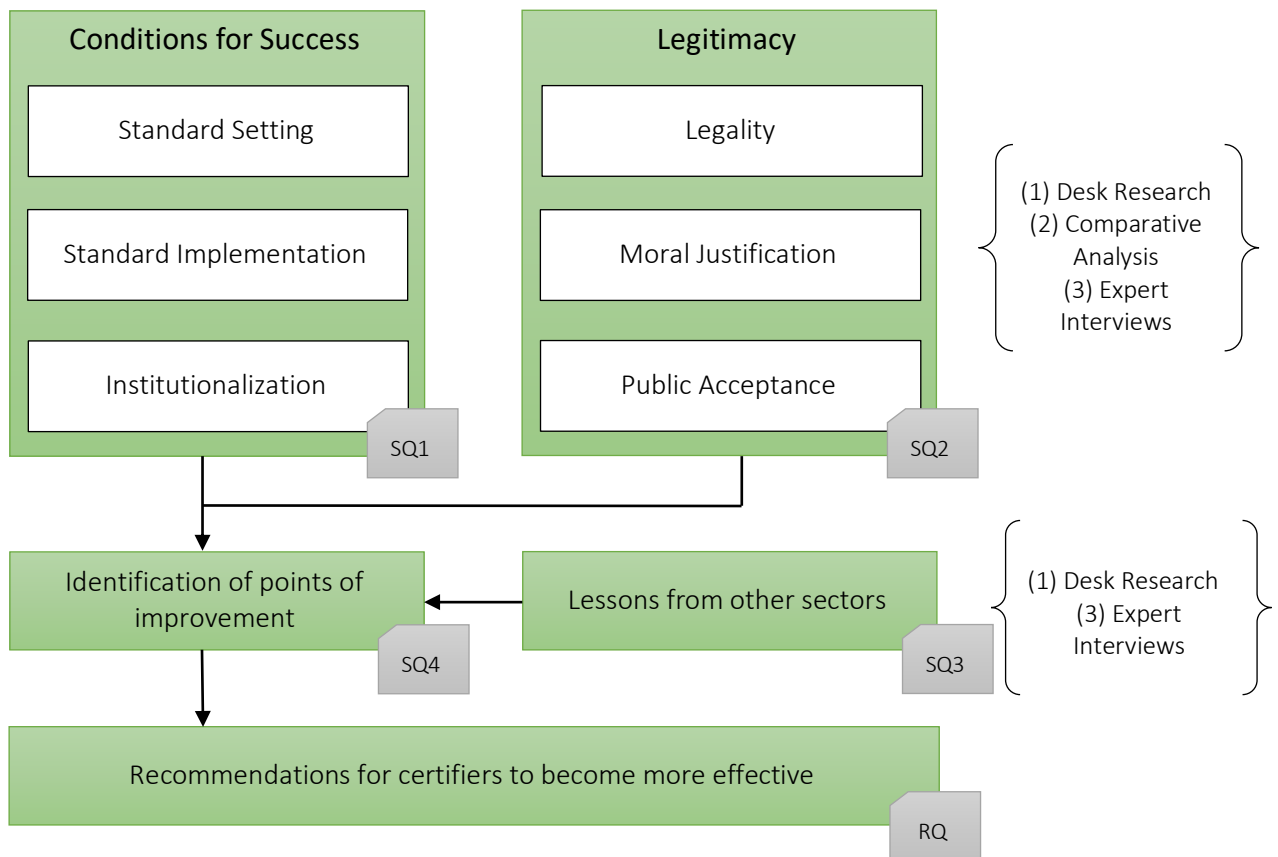 Conditions for Success
Standard Setting
Standard Implementation
Institutionalization
SQ1
Legitimacy
Legality
Moral Justification
Public Acceptance
SQ2
(1) Desk Research
(2) Comparative
Analysis
(3) Expert
Interviews
Identification of points of
improvement
SQ4
Lessons from other sectors
SQ3
(1) Desk Research
(3) Expert
Interviews
Recommendations for certifiers to become more effective
RQ